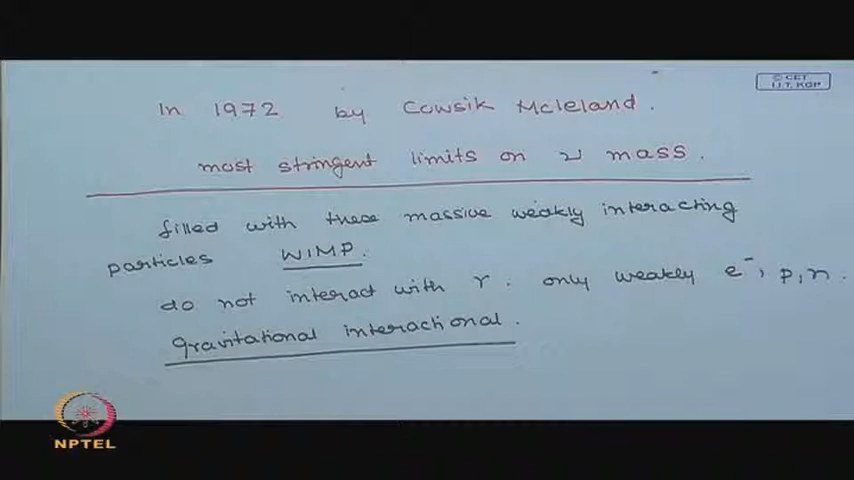 © CET
I.I.T. KGP
In 1972 by Cowsik Mcleland.
most stringent limits on ν mass.
filled with these massive weakly interacting
particles WIMP.
do not interact with γ. only weakly e⁻, p, n.
gravitational interactional.
NPTEL